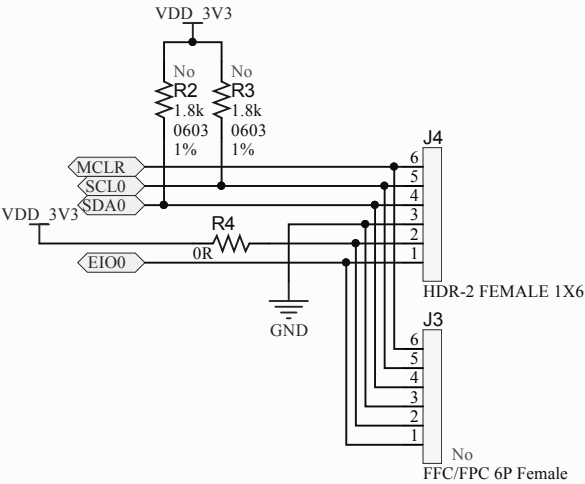 VDD_3V3
No No
R2 R3
1.8k 1.8k
0603 0603
1% 1%
J4
MCLR 6
SCL0 5
SDA0 4
VDD_3V3 3
R4 2
0R
EIO0 1
HDR-2 FEMALE 1X6
GND
J3
6
5
4
3
2
1
No
FFC/FPC 6P Female